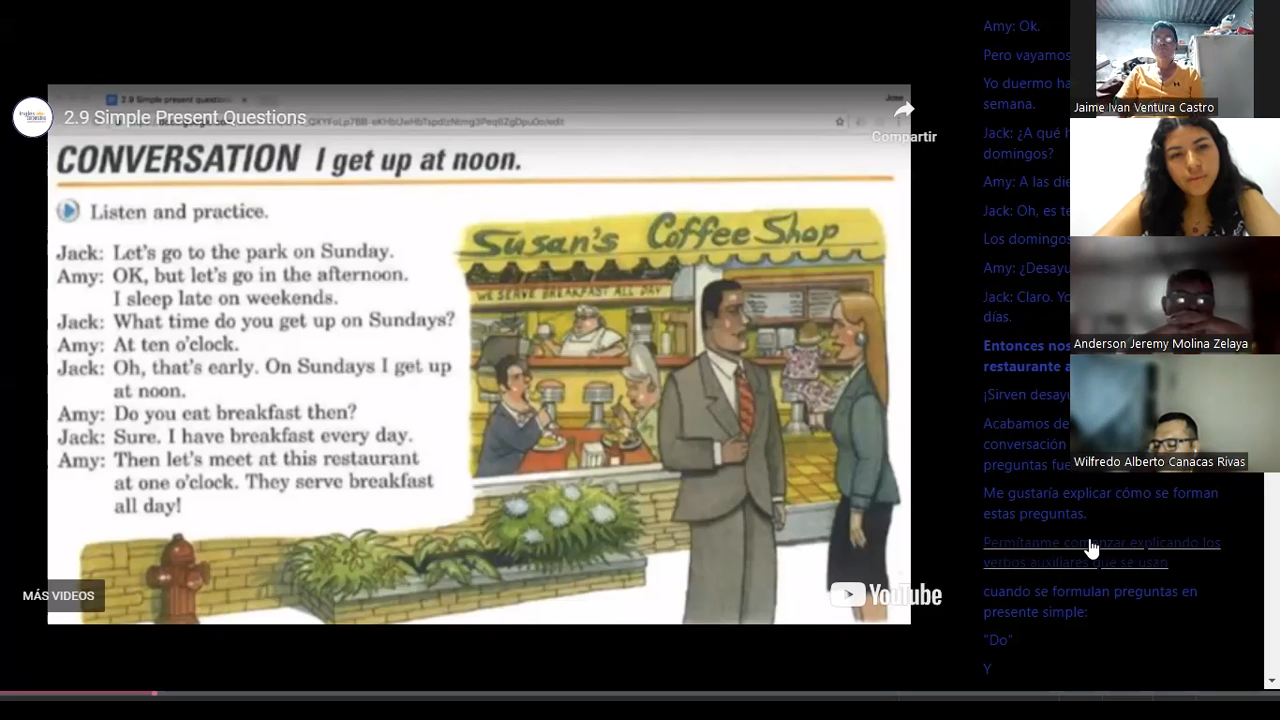 2.9 Simple Present Questions
Compartir
CONVERSATION I get up at noon.
Listen and practice.
Jack: Let's go to the park on Sunday.
Amy: OK, but let's go in the afternoon.
I sleep late on weekends.
Jack: What time do you get up on Sundays?
Amy: At ten o'clock.
Jack: Oh, that's early. On Sundays I get up
at noon.
Amy: Do you eat breakfast then?
Jack: Sure. I have breakfast every day.
Amy: Then let's meet at this restaurant
at one o'clock. They serve breakfast
all day!
Susan's Coffee Shop
WE SERVE BREAKFAST ALL DAY
MÁS VIDEOS
YouTube
Amy: Ok.
Pero vayamos
Yo duermo
semana.
Jack: ¿A qué
domingos?
Amy: A las
Jack: Oh, es
Los domingos
Amy:
Jack: Claro.
días.
Entonces
restaurante
¡Sirven
Acabamos de
conversación
preguntas
Me gustaría explicar cómo se forman
estas preguntas.
Permítanme comenzar explicando los
verbos auxiliares que se usan
cuando se formulan preguntas en
presente simple:
"Do"
Y
Jaime Ivan Ventura Castro
Anderson Jeremy Molina Zelaya
Wilfredo Alberto Canacas Rivas